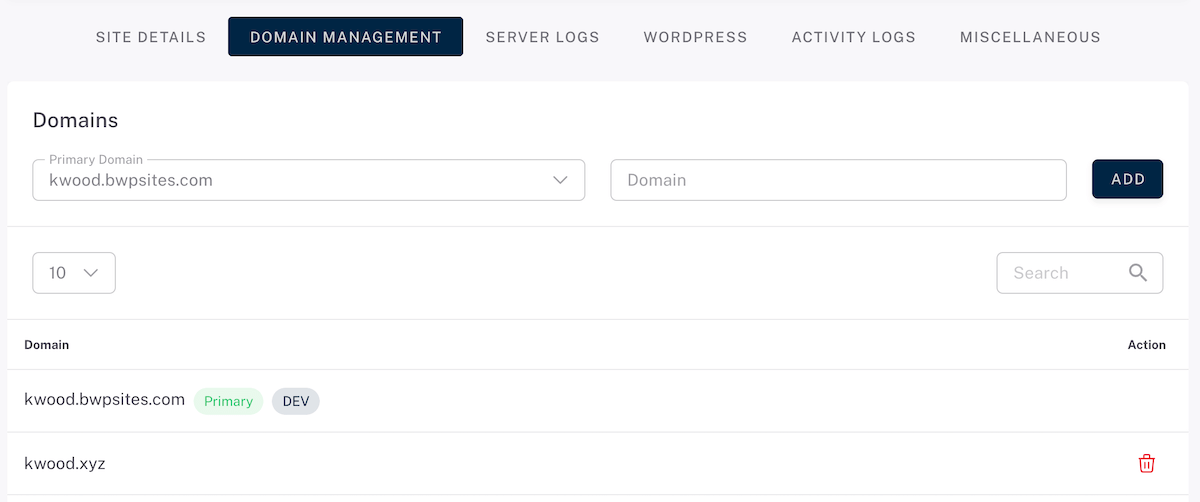 SITE DETAILS DOMAIN MANAGEMENT SERVER LOGS WORDPRESS ACTIVITY LOGS MISCELLANEOUS
Domains
Primary Domain
kwood.bwpsites.com Domain ADD
10 Search
Domain Action
kwood.bwpsites.com Primary DEV
kwood.xyz